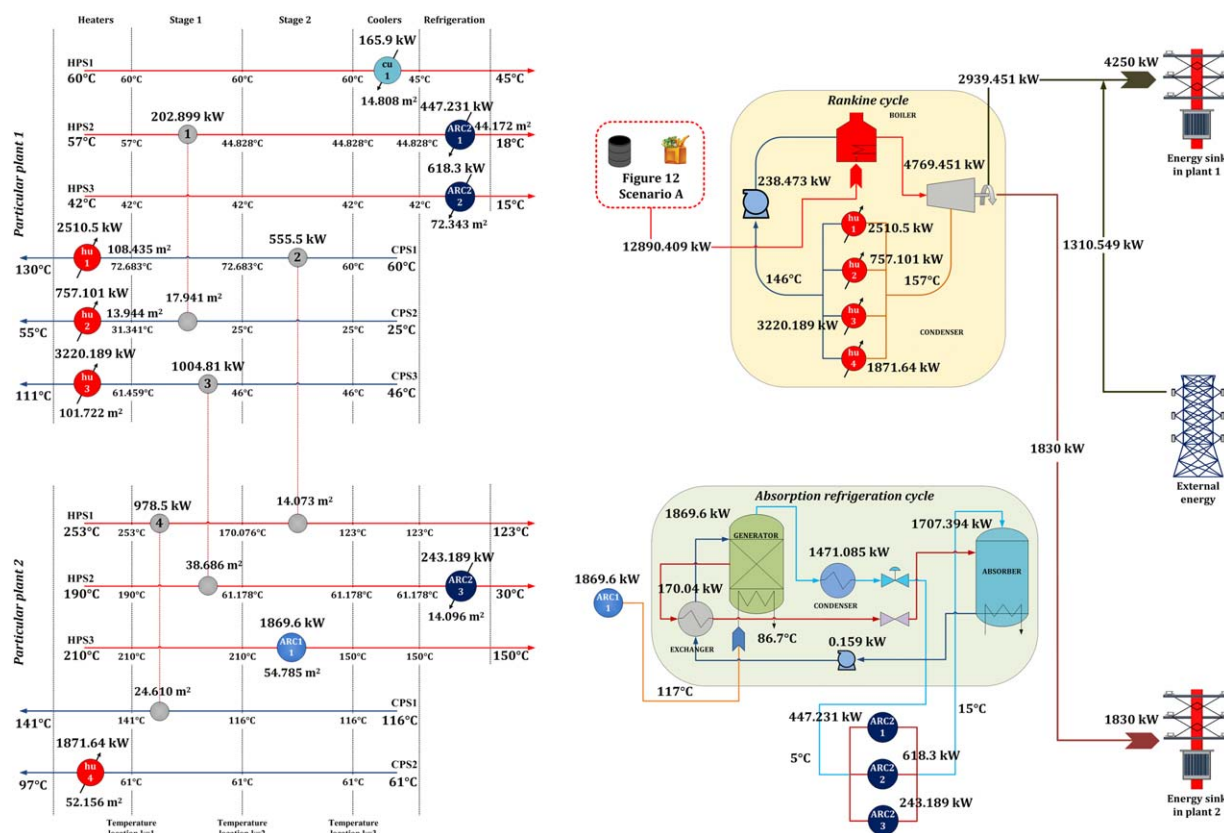 Heaters
Stage 1
Stage 2
Coolers
Refrigeration
Particular plant 1
165.9 kW
HPS1
cu
1
60°C
60°C
60°C
60°C
45°C
45°C
14.808 m²
202.899 kW
447.231 kW
HPS2
1
44.172 m²
ARC2
1
57°C
57°C
44.828°C
44.828°C
44.828°C
18°C
618.3 kW
HPS3
ARC2
2
42°C
42°C
42°C
42°C
42°C
15°C
72.343 m²
2510.5 kW
555.5 kW
108.435 m²
CPS1
hu
1
2
130°C
72.683°C
72.683°C
60°C
60°C
757.101 kW
17.941 m²
13.944 m²
CPS2
hu
2
55°C
31.341°C
25°C
25°C
25°C
3220.189 kW
1004.81 kW
CPS3
hu
3
3
111°C
61.459°C
46°C
46°C
46°C
101.722 m²
Particular plant 2
978.5 kW
14.073 m²
HPS1
4
253°C
253°C
170.076°C
123°C
123°C
123°C
38.686 m²
243.189 kW
HPS2
ARC2
3
190°C
190°C
61.178°C
61.178°C
61.178°C
30°C
14.096 m²
1869.6 kW
HPS3
ARC1
1
210°C
210°C
210°C
150°C
150°C
150°C
54.785 m²
24.610 m²
CPS1
141°C
141°C
116°C
116°C
116°C
1871.64 kW
CPS2
hu
4
97°C
61°C
61°C
61°C
61°C
52.156 m²
Temperature
location k=1
Temperature
location k=2
Temperature
location k=3
Figure 12
Scenario A
12890.409kW
Rankine cycle
BOILER
238.473 kW
4769.451 kW
hu
1
2510.5 kW
hu
2
757.101 kW
146°C
157°C
hu
3
3220.189 kW
CONDENSER
hu
4
1871.64 kW
2939.451 kW
4250 kW
Energy sink
in plant 1
1310.549 kW
1830 kW
External
energy
Absorption refrigeration cycle
1869.6 kW
GENERATOR
1707.394 kW
1471.085 kW
ABSORBER
1869.6 kW
ARC1
1
170.04 kW
CONDENSER
86.7°C
0.159 kW
EXCHANGER
117°C
447.231 kW
ARC2
1
15°C
5°C
618.3 kW
ARC2
2
243.189 kW
ARC2
3
1830 kW
Energy sink
in plant 2